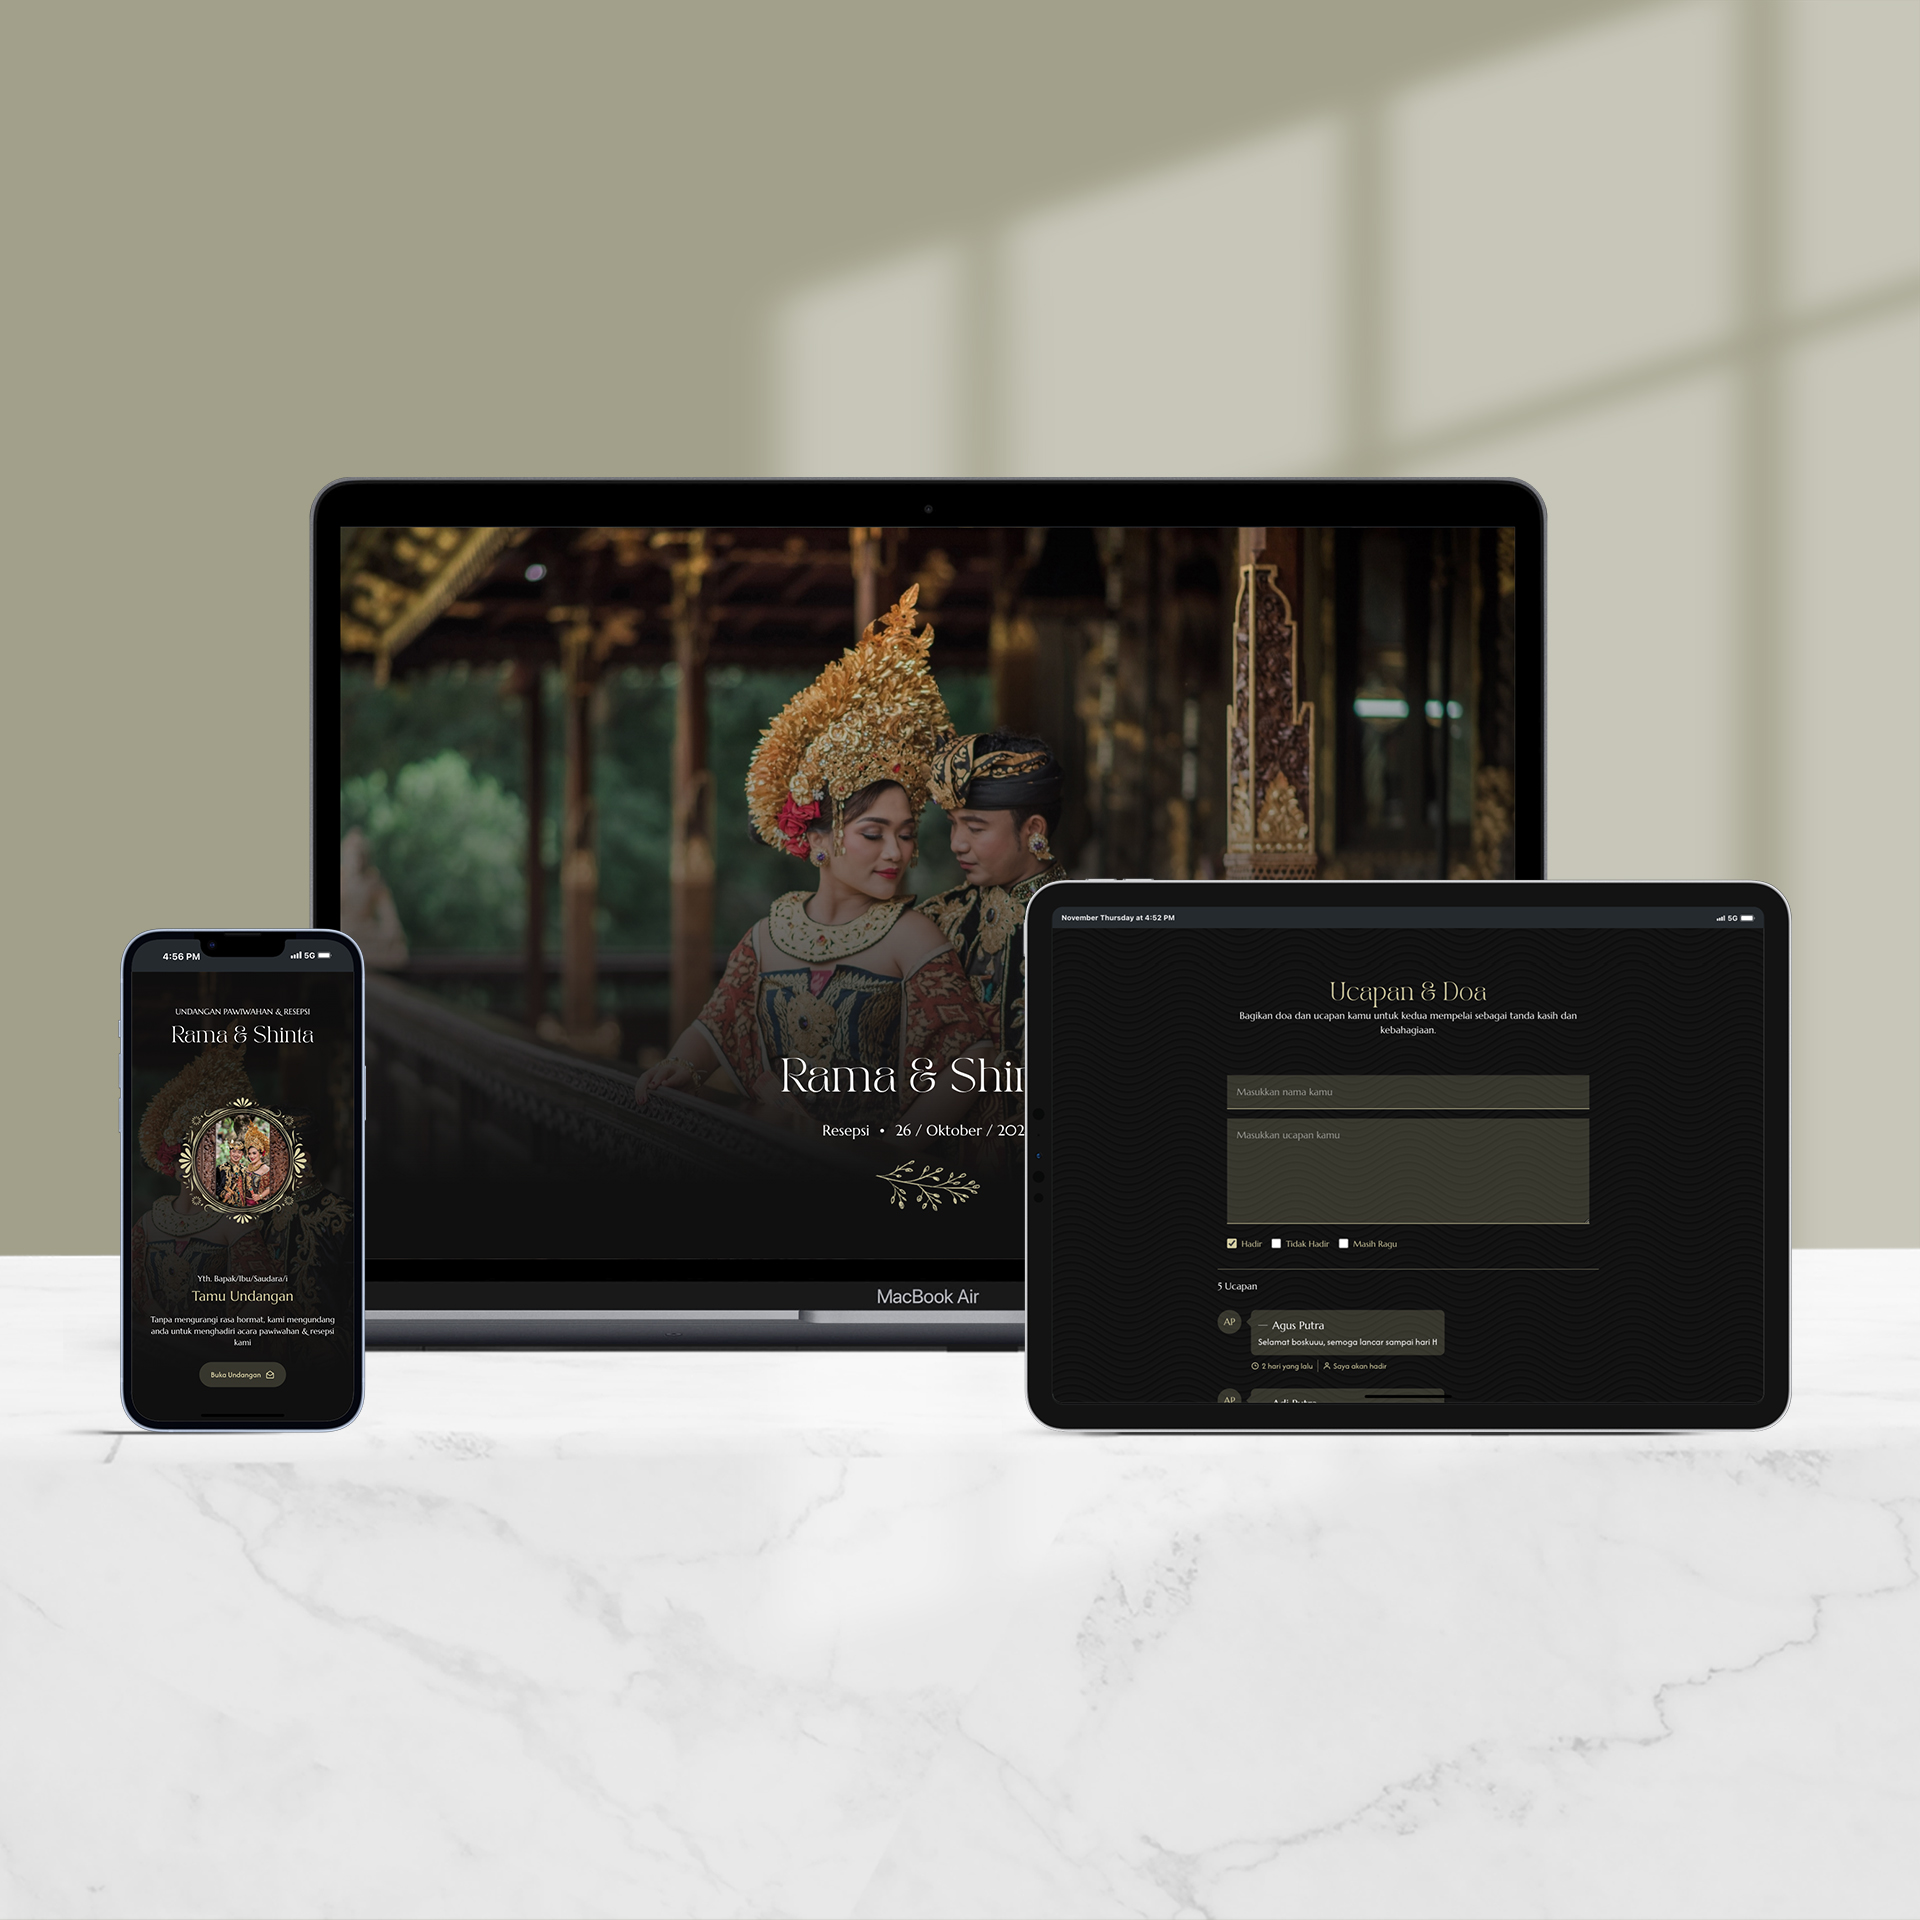 4:56 PM
5G
UNDANGAN PAWIWAHAN & RESEPSI
Rama & Shinta
Yth. Bapak/Ibu/Saudara/i
Tamu Undangan
Tanpa mengurangi rasa hormat, kami mengundang
anda untuk menghadiri acara pawiwahan & resepsi
kami
Buka Undangan
Rama & Shin
Resepsi • 26 / Oktober / 202
MacBook Air
November Thursday at 4:52 PM
5G
Ucapan & Doa
Bagikan doa dan ucapan kamu untuk kedua mempelai sebagai tanda kasih dan
kebahagiaan.
Masukkan nama kamu
Masukkan ucapan kamu
Hadir Tidak Hadir Masih Ragu
5 Ucapan
AP
— Agus Putra
Selamat boskuuu, semoga lancar sampai hari H
2 hari yang lalu | Saya akan hadir
AP
Adi Putra